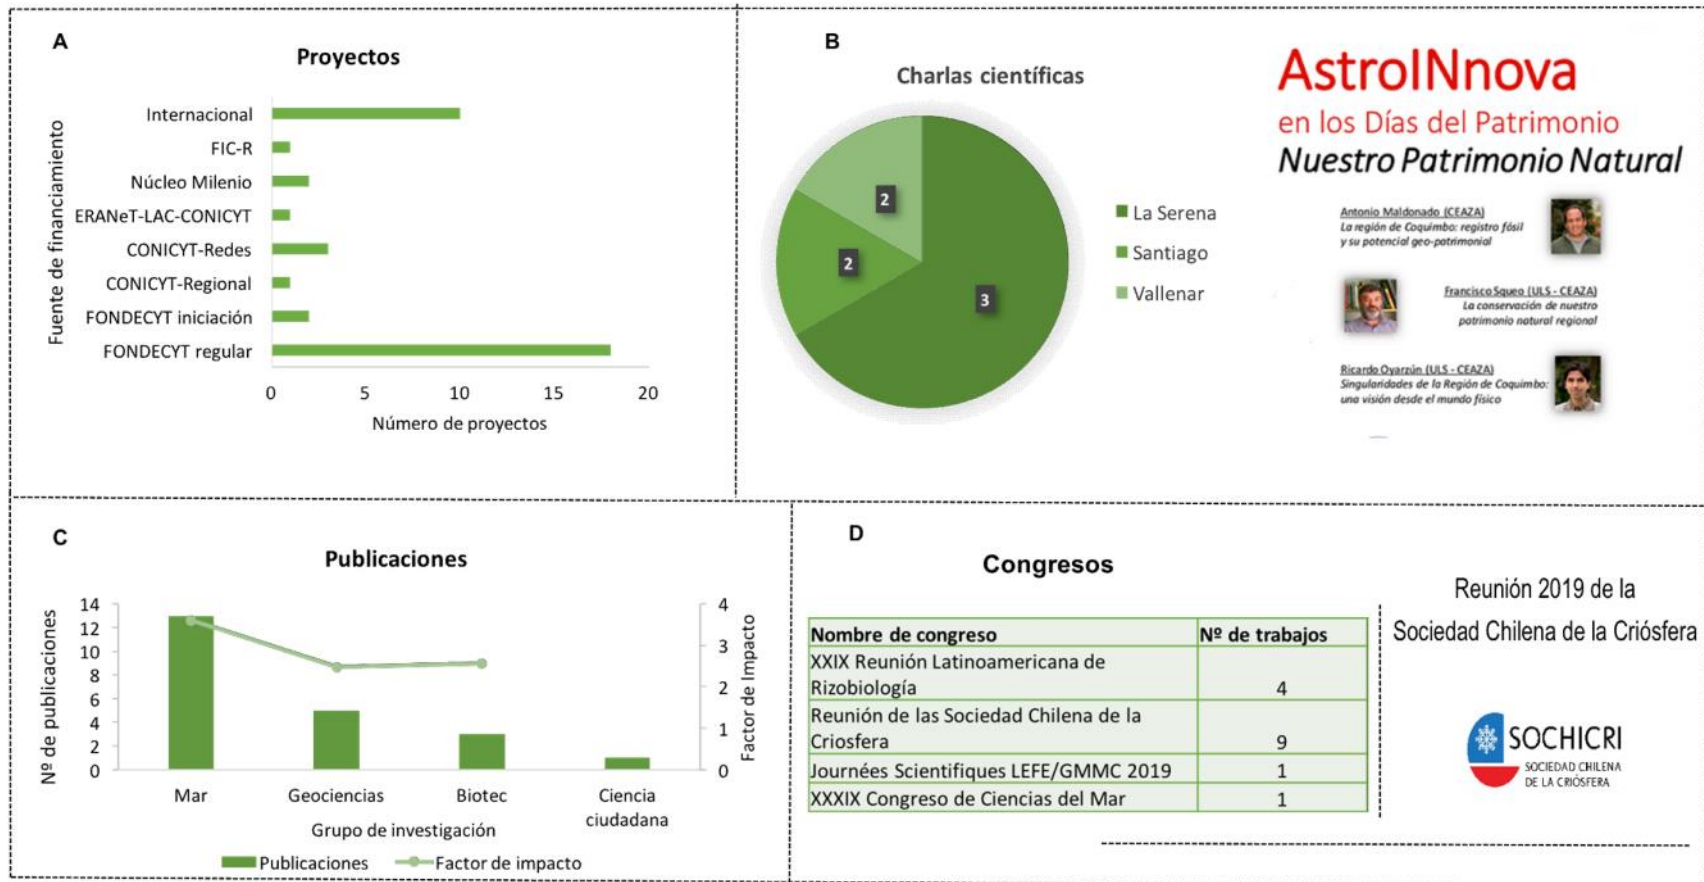 A
Proyectos
Fuente de financiamiento
Internacional
FIC-R
Núcleo Milenio
ERANeT-LAC-CONICYT
CONICYT-Redes
CONICYT-Regional
FONDECYT iniciación
FONDECYT regular
0 5 10 15 20
Número de proyectos
B
Charlas científicas
2
2
3
La Serena
Santiago
Vallenar
AstroINnova
en los Días del Patrimonio
Nuestro Patrimonio Natural
Antonio Maldonado (CEAZA)
La región de Coquimbo: registro fósil
y su potencial geo-patrimonial
Francisco Squeo (ULS - CEAZA)
La conservación de nuestro
patrimonio natural regional
Ricardo Oyarzún (ULS - CEAZA)
Singularidades de la Región de Coquimbo:
una visión desde el mundo físico
C
Publicaciones
Nº de publicaciones
14
12
10
8
6
4
2
0
4
3
2
1
0
Factor de Impacto
Mar Geociencias Biotec Ciencia
ciudadana
Grupo de investigación
Publicaciones Factor de impacto
D
Congresos
Nombre de congreso Nº de trabajos
XXIX Reunión Latinoamericana de
Rizobiología 4
Reunión de las Sociedad Chilena de la
Criosfera 9
Journées Scientifiques LEFE/GMMC 2019 1
XXXIX Congreso de Ciencias del Mar 1
Reunión 2019 de la
Sociedad Chilena de la Criósfera
SOCHICRI
SOCIEDAD CHILENA
DE LA CRIÓSFERA